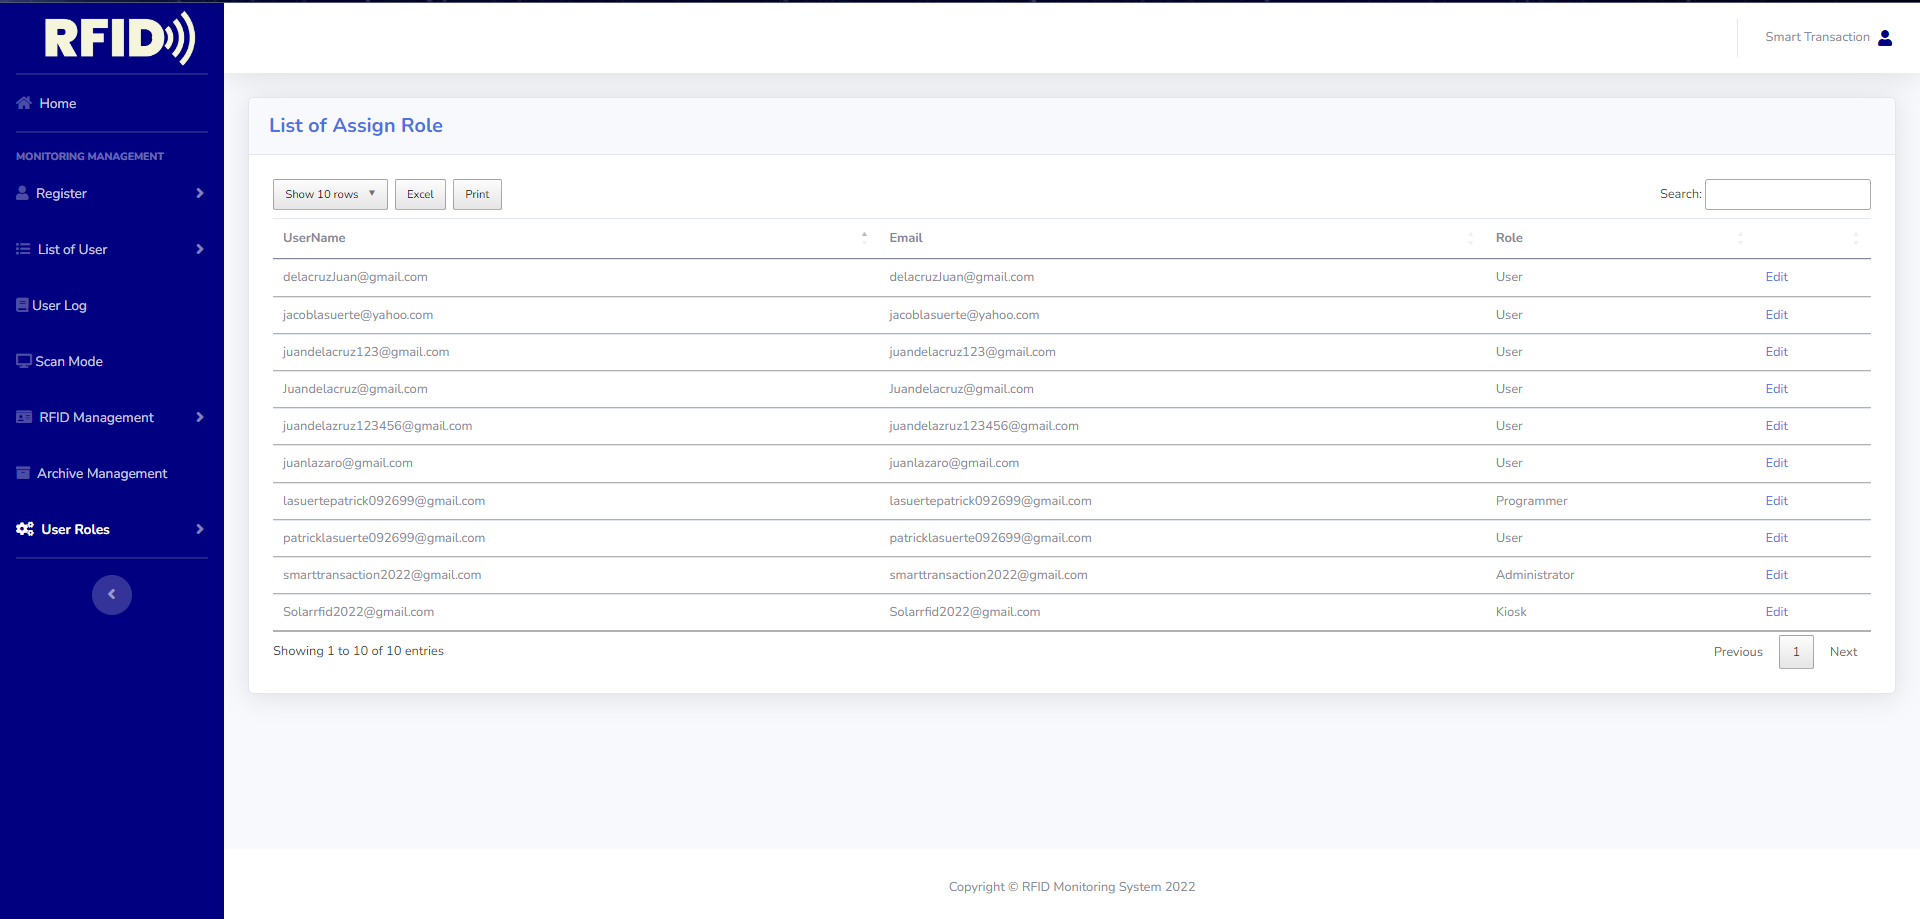 RFID
Smart Transaction
Home
MONITORING MANAGEMENT
Register
List of User
User Log
Scan Mode
RFID Management
Archive Management
User Roles
List of Assign Role
Show 10 rows Excel Print Search:
UserName Email Role
delacruzJuan@gmail.com delacruzJuan@gmail.com User Edit
jacoblasuerte@yahoo.com jacoblasuerte@yahoo.com User Edit
juandelacruz123@gmail.com juandelacruz123@gmail.com User Edit
Juandelacruz@gmail.com Juandelacruz@gmail.com User Edit
juandelazruz123456@gmail.com juandelazruz123456@gmail.com User Edit
juanlazaro@gmail.com juanlazaro@gmail.com User Edit
lasuertepatrick092699@gmail.com lasuertepatrick092699@gmail.com Programmer Edit
patricklasuerte092699@gmail.com patricklasuerte092699@gmail.com User Edit
smarttransaction2022@gmail.com smarttransaction2022@gmail.com Administrator Edit
Solarrfid2022@gmail.com Solarrfid2022@gmail.com Kiosk Edit
Showing 1 to 10 of 10 entries Previous 1 Next
Copyright © RFID Monitoring System 2022